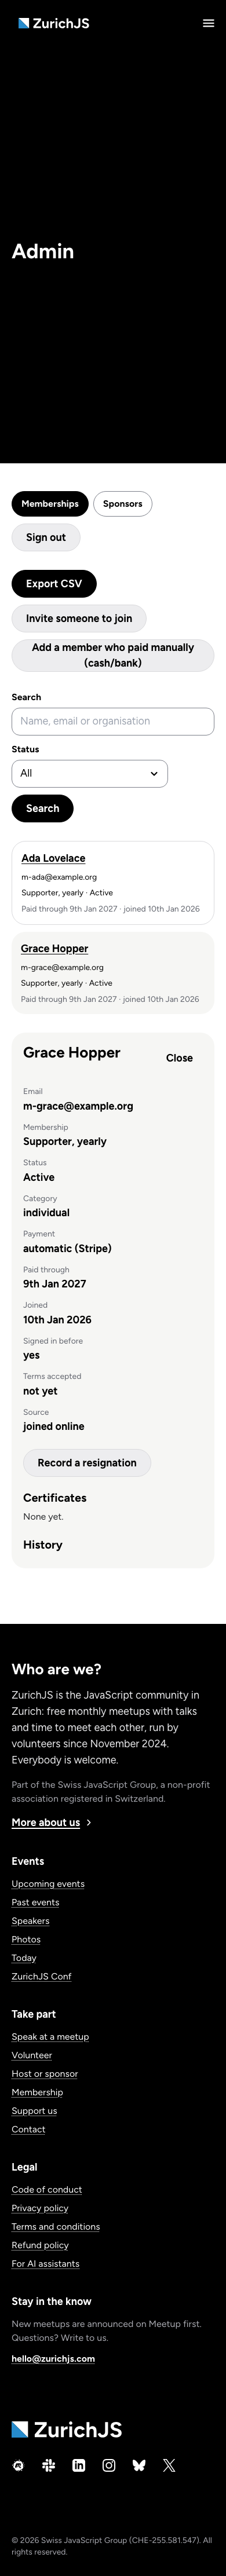 ZurichJS
Admin
Memberships
Sponsors
Sign out
Export CSV
Invite someone to join
Add a member who paid manually
(cash/bank)
Search
Name, email or organisation
Status
All
Search
Ada Lovelace
m-ada@example.org
Supporter, yearly · Active
Paid through 9th Jan 2027 · joined 10th Jan 2026
Grace Hopper
m-grace@example.org
Supporter, yearly · Active
Paid through 9th Jan 2027 · joined 10th Jan 2026
Grace Hopper
Close
Email
m-grace@example.org
Membership
Supporter, yearly
Status
Active
Category
individual
Payment
automatic (Stripe)
Paid through
9th Jan 2027
Joined
10th Jan 2026
Signed in before
yes
Terms accepted
not yet
Source
joined online
Record a resignation
Certificates
None yet.
History
Who are we?
ZurichJS is the JavaScript community in
Zurich: free monthly meetups with talks
and time to meet each other, run by
volunteers since November 2024.
Everybody is welcome.
Part of the Swiss JavaScript Group, a non-profit
association registered in Switzerland.
More about us
Events
Upcoming events
Past events
Speakers
Photos
Today
ZurichJS Conf
Take part
Speak at a meetup
Volunteer
Host or sponsor
Membership
Support us
Contact
Legal
Code of conduct
Privacy policy
Terms and conditions
Refund policy
For AI assistants
Stay in the know
New meetups are announced on Meetup first.
Questions? Write to us.
hello@zurichjs.com
ZurichJS
© 2026 Swiss JavaScript Group (CHE-255.581.547). All
rights reserved.